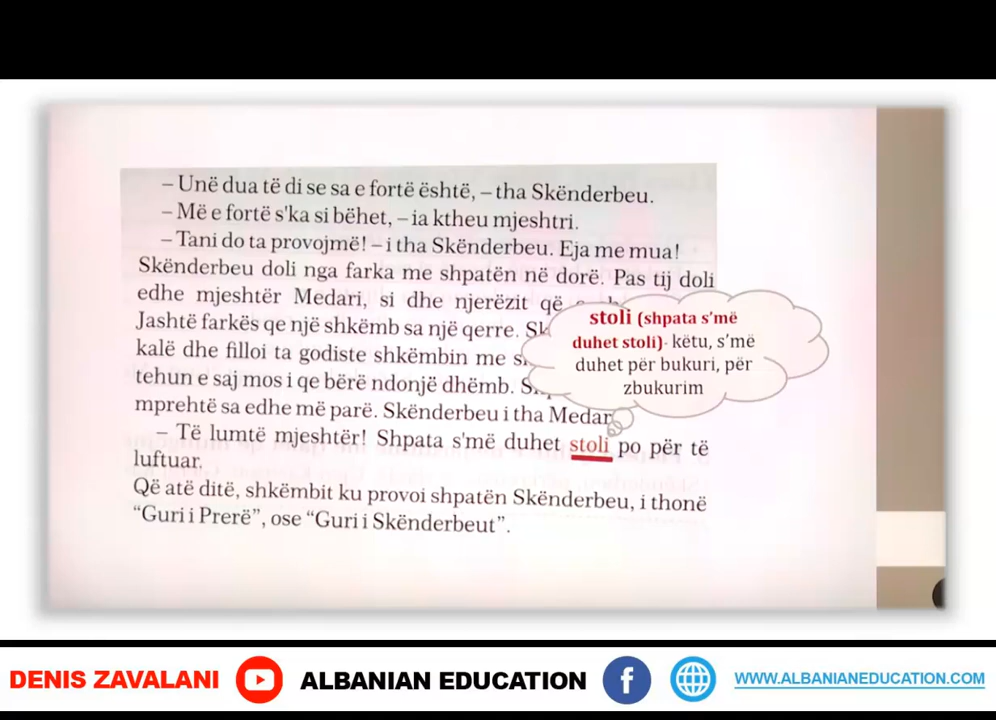 – Unë dua të di se sa e fortë është, – tha Skënderbeu.
– Më e fortë s'ka si bëhet, – ia ktheu mjeshtri.
– Tani do ta provojmë! – i tha Skënderbeu. Eja me mua!
Skënderbeu doli nga farka me shpatën në dorë. Pas tij doli
edhe mjeshtër Medari, si dhe njerëzit që
Jashtë farkës qe një shkëmb sa një qerre.
kalë dhe filloi ta godiste shkëmbin me
tehun e saj mos i qe bërë ndonjë dhëmb.
mprehtë sa edhe më parë. Skënderbeu i tha Medar
– Të lumtë mjeshtër! Shpata s'më duhet stoli po për të
luftuar.
Që atë ditë, shkëmbit ku provoi shpatën Skënderbeu, i thonë
“Guri i Prerë”, ose “Guri i Skënderbeut”.
stoli (shpata s’më
duhet stoli)- këtu, s’më
duhet për bukuri, për
zbukurim
DENIS ZAVALANI ALBANIAN EDUCATION f WWW.ALBANIANEDUCATION.COM